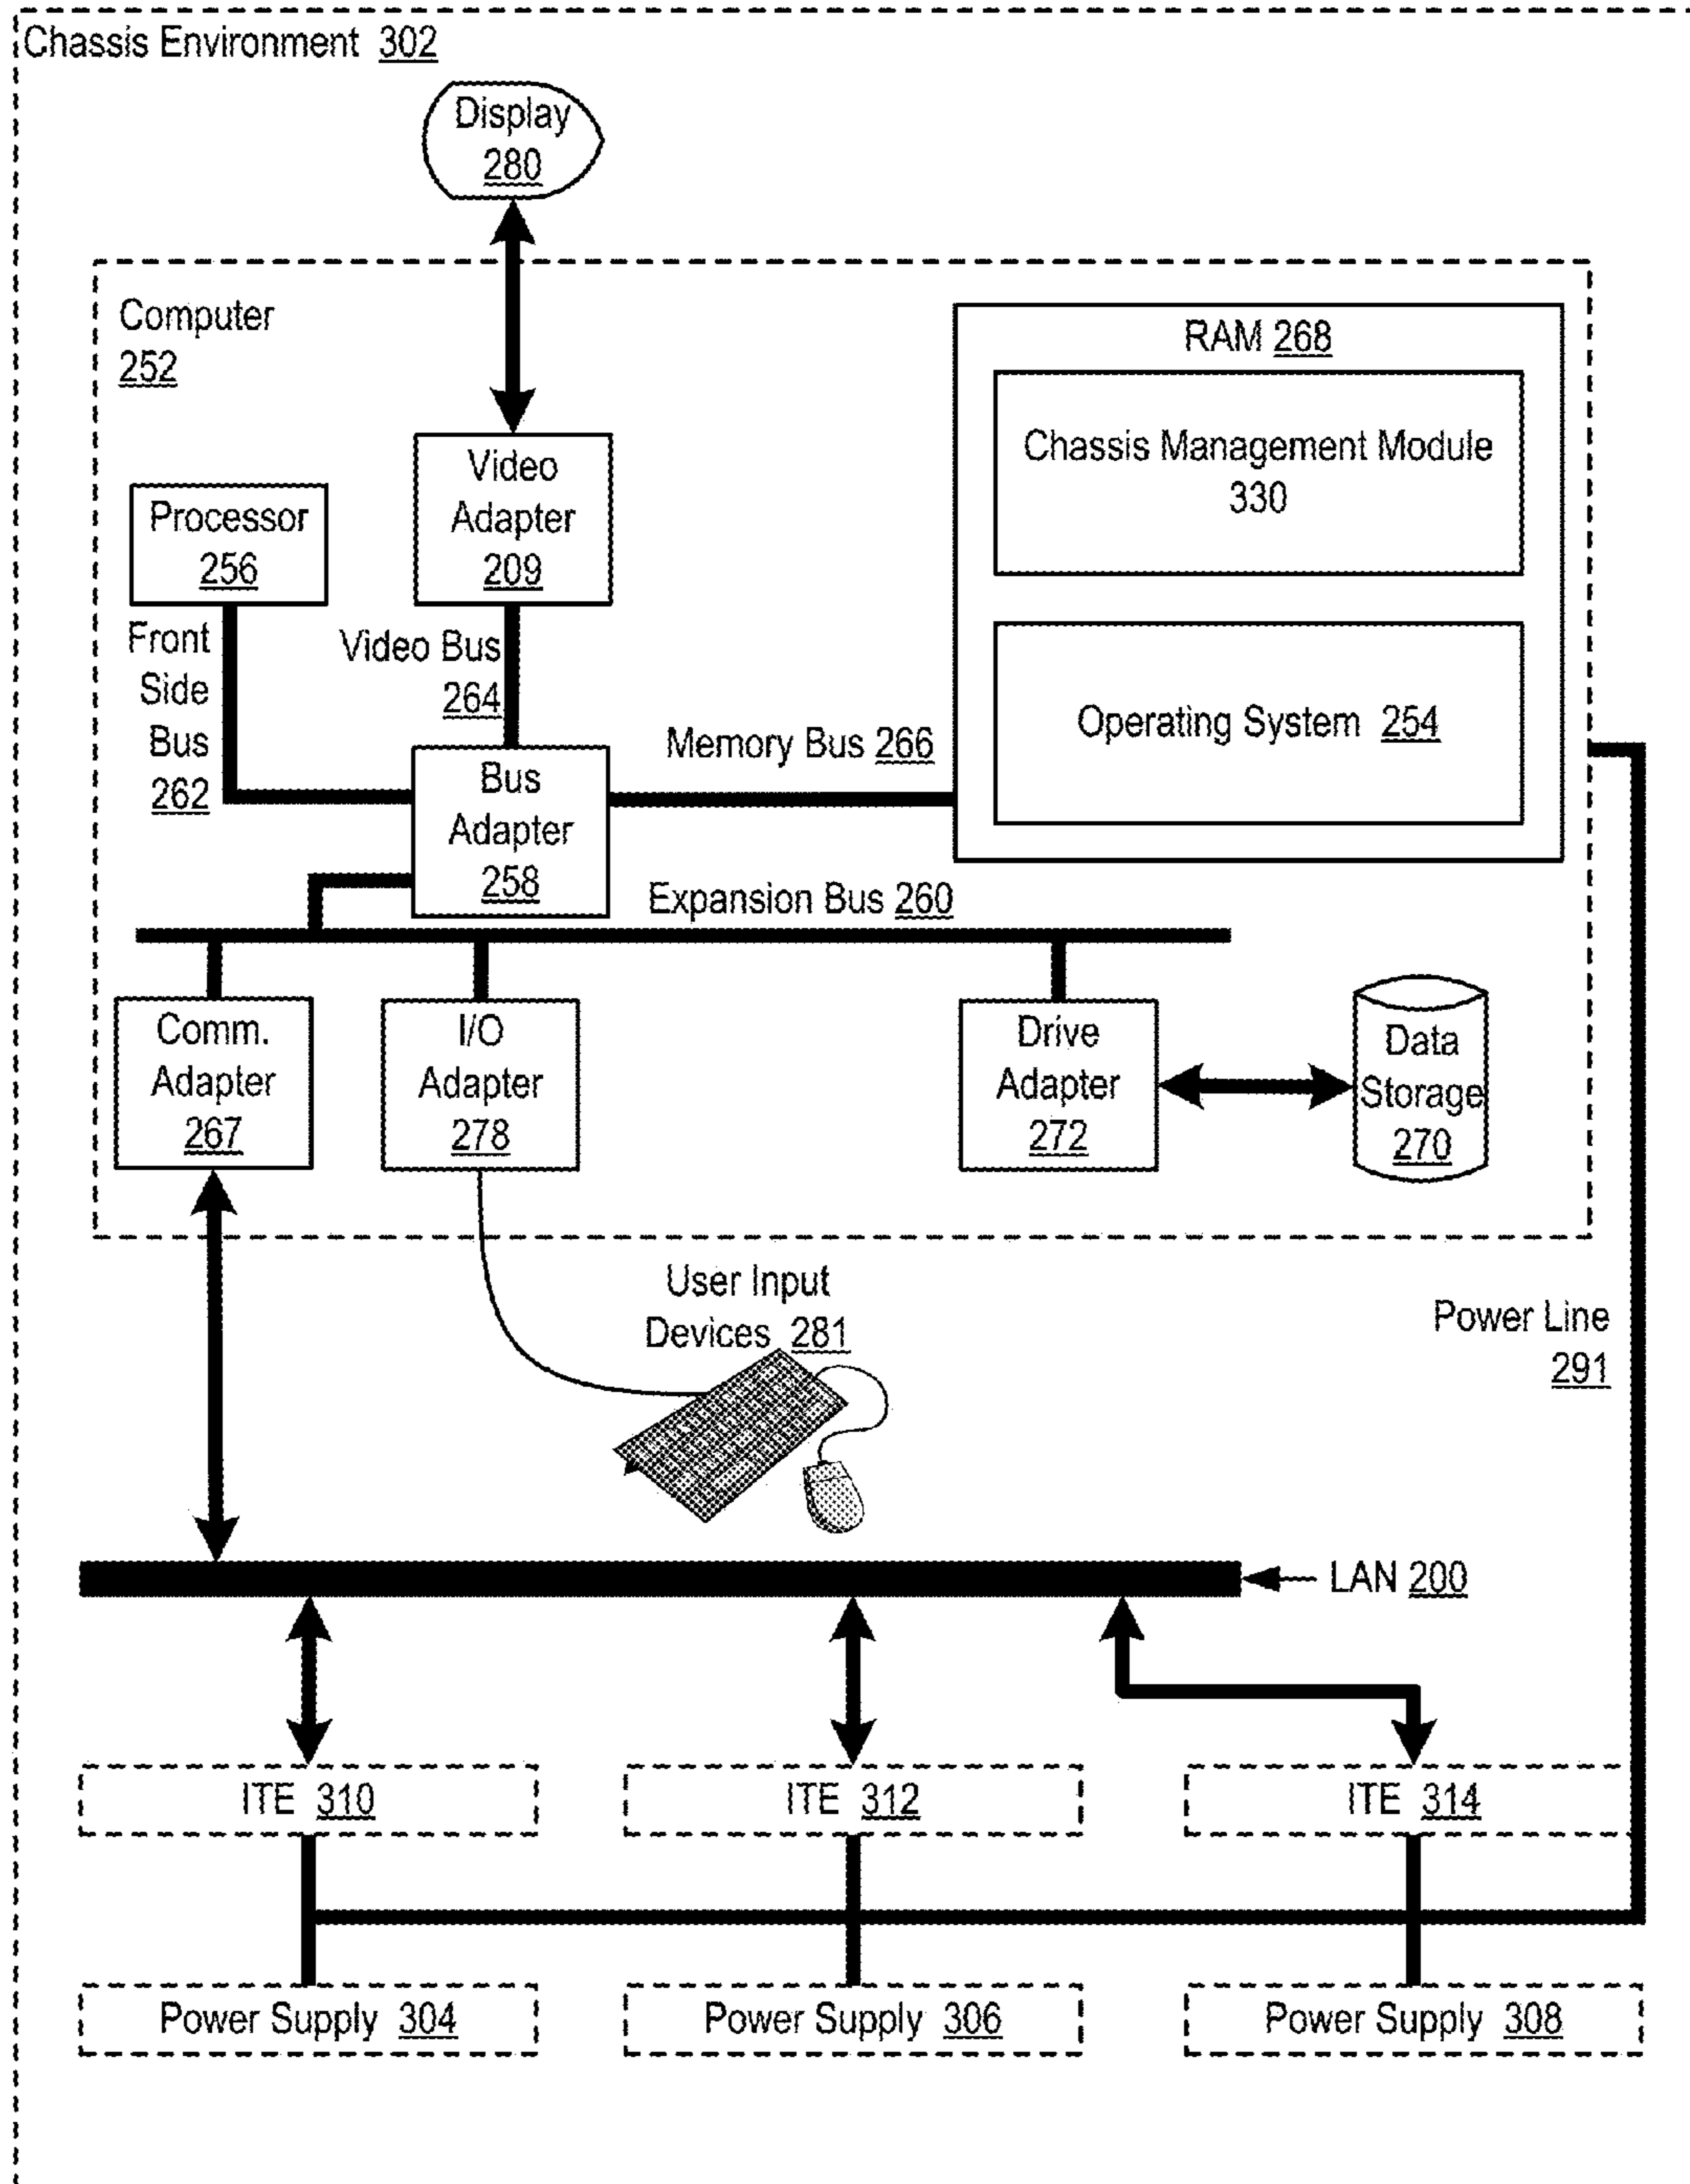 Chassis Environment 302
Display
280
Computer
252
RAM 268
Chassis Management Module
330
Video
Adapter
209
Processor
256
Front
Side
Bus
262
Video Bus
264
Operating System 254
Memory Bus 266
Bus
Adapter
258
Expansion Bus 260
Comm.
Adapter
267
I/O
Adapter
278
Drive
Adapter
272
Data
Storage
270
User Input
Devices 281
Power Line
291
LAN 200
ITE 310
ITE 312
ITE 314
Power Supply 304
Power Supply 306
Power Supply 308